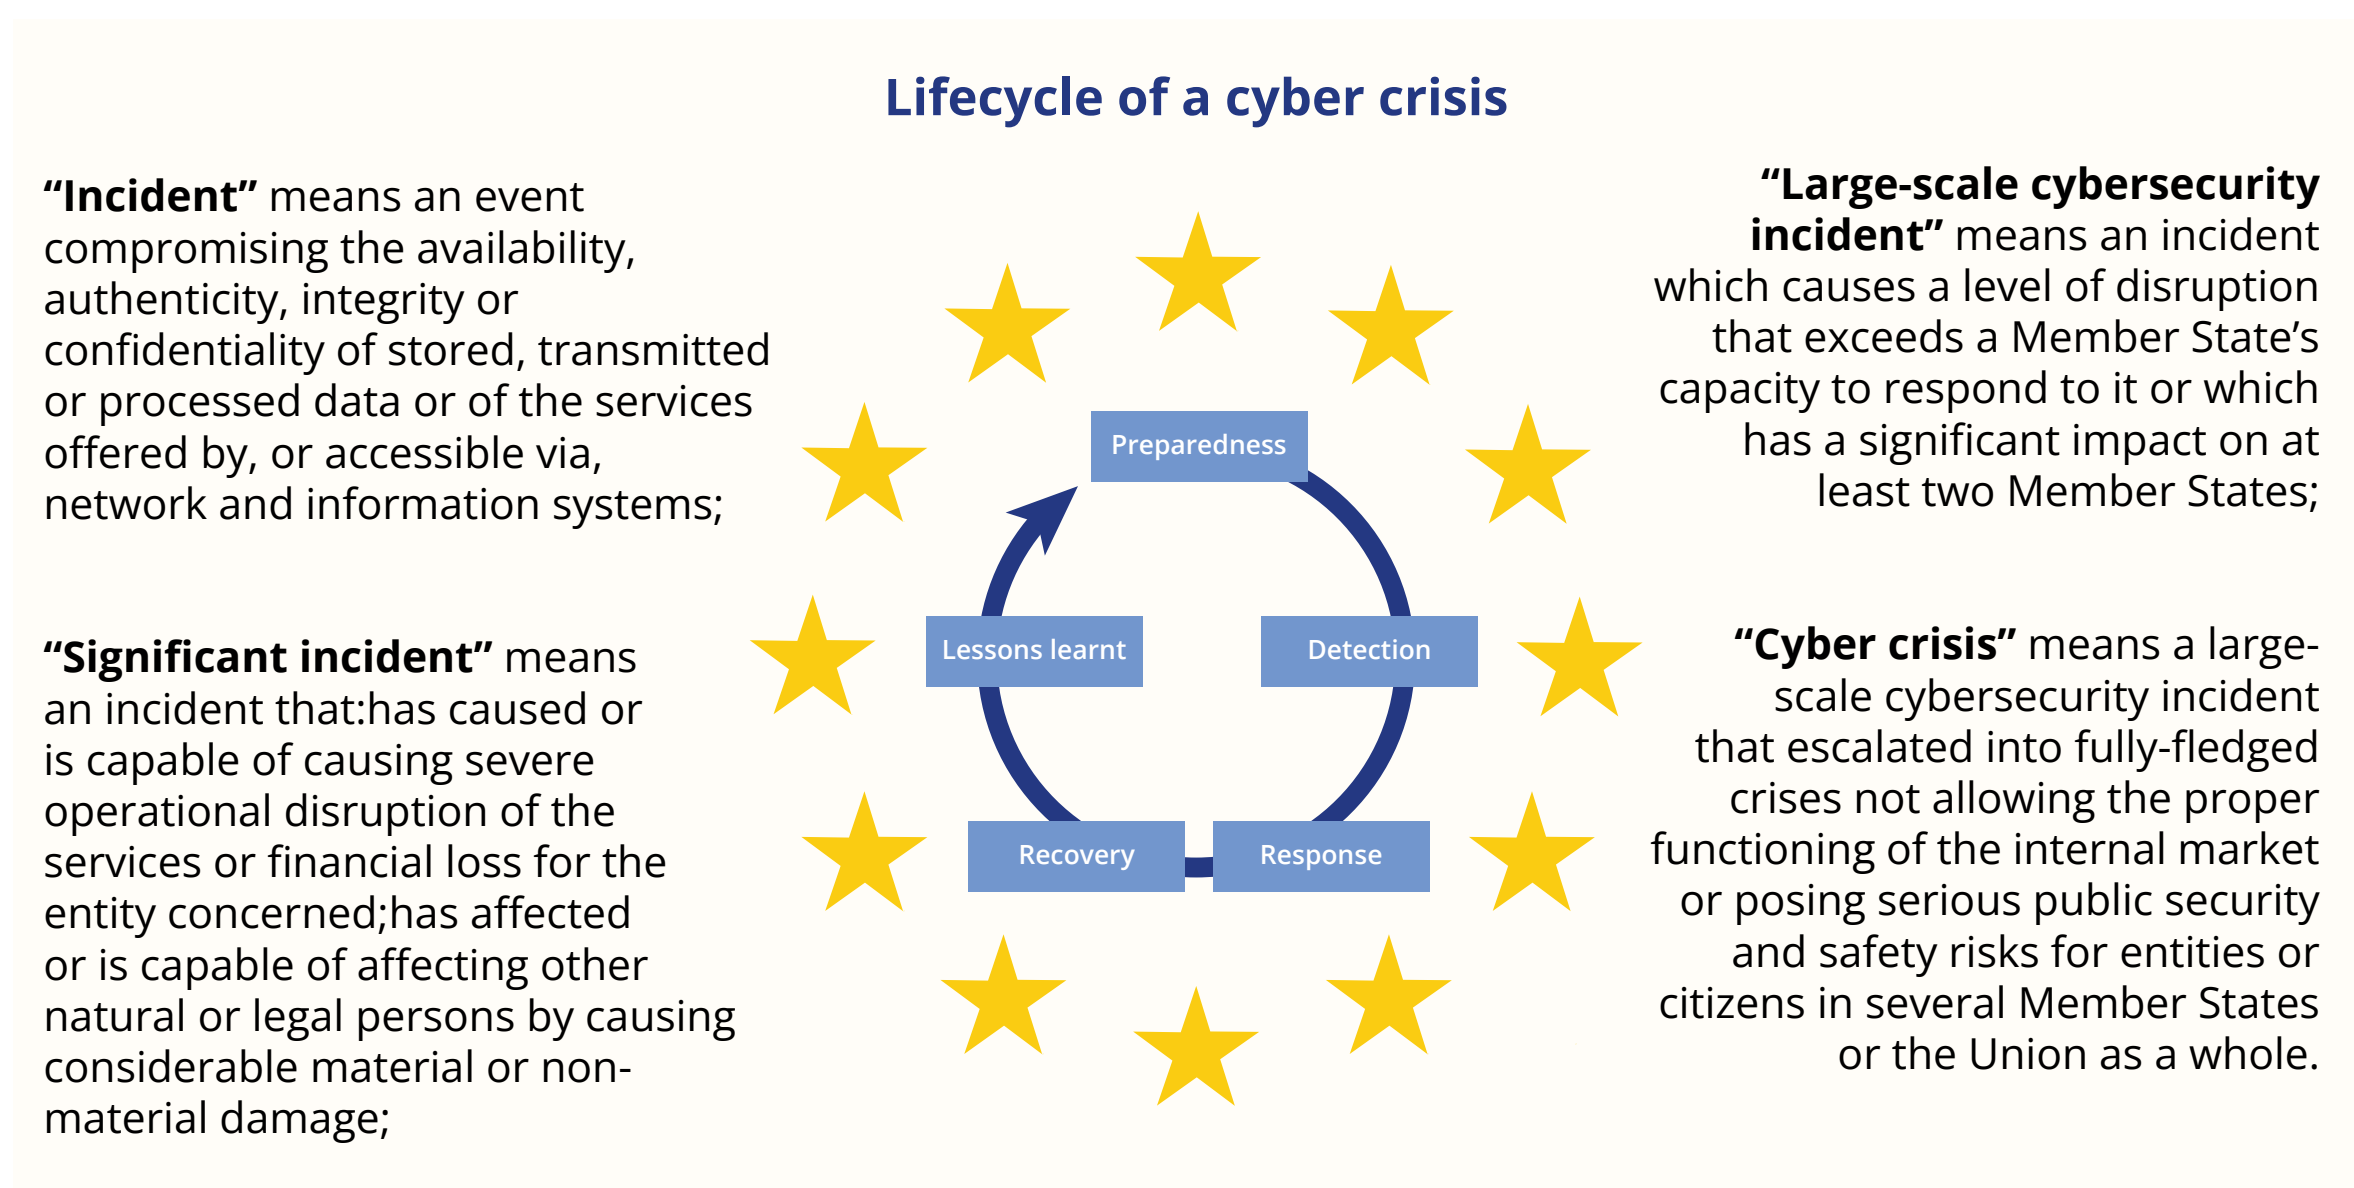 Lifecycle of a cyber crisis
“Incident” means an event
compromising the availability,
authenticity, integrity or
confidentiality of stored, transmitted
or processed data or of the services
offered by, or accessible via,
network and information systems;
“Significant incident” means
an incident that:has caused or
is capable of causing severe
operational disruption of the
services or financial loss for the
entity concerned;has affected
or is capable of affecting other
natural or legal persons by causing
considerable material or non-
material damage;
Preparedness
Detection
Response
Recovery
Lessons learnt
“Large-scale cybersecurity
incident” means an incident
which causes a level of disruption
that exceeds a Member State’s
capacity to respond to it or which
has a significant impact on at
least two Member States;
“Cyber crisis” means a large-
scale cybersecurity incident
that escalated into fully-fledged
crises not allowing the proper
functioning of the internal market
or posing serious public security
and safety risks for entities or
citizens in several Member States
or the Union as a whole.